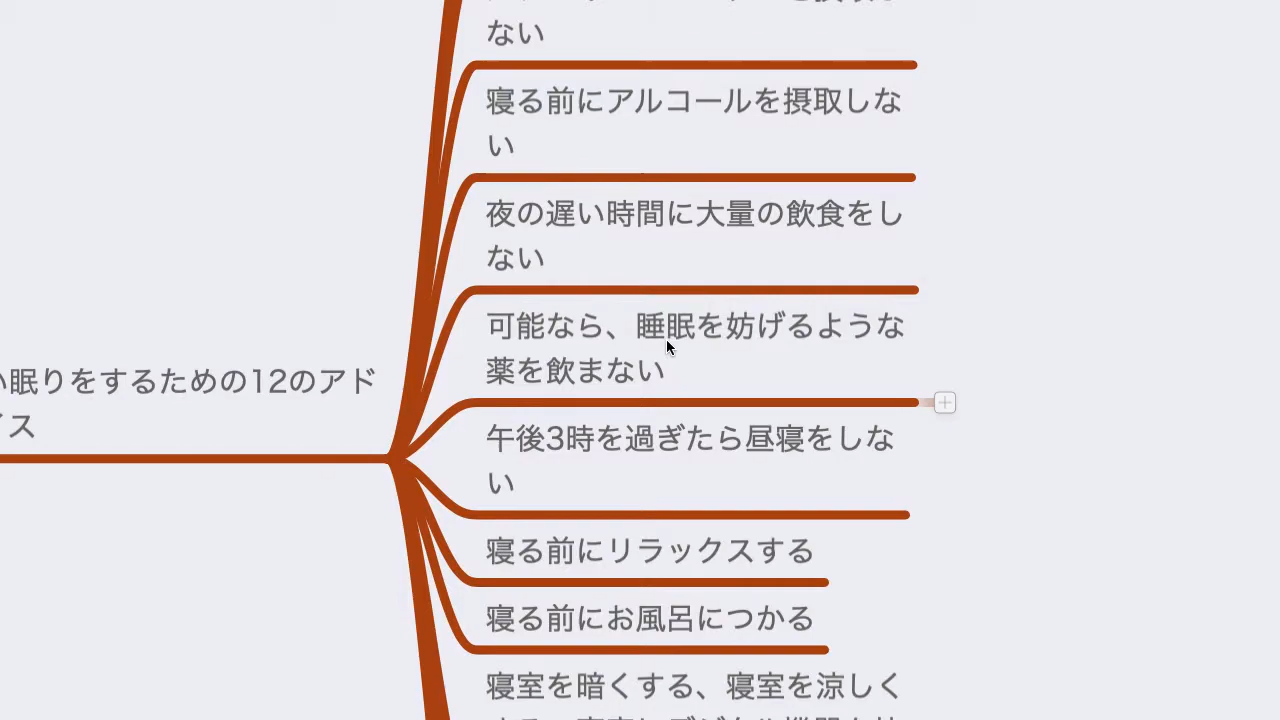 ない
寝る前にアルコールを摂取しな
い
夜の遅い時間に大量の飲食をし
ない
可能なら、睡眠を妨げるような
薬を飲まない
い眠りをするための12のアド
イス
午後3時を過ぎたら昼寝をしな
い
寝る前にリラックスする
寝る前にお風呂につかる
寝室を暗くする、寝室を涼しく